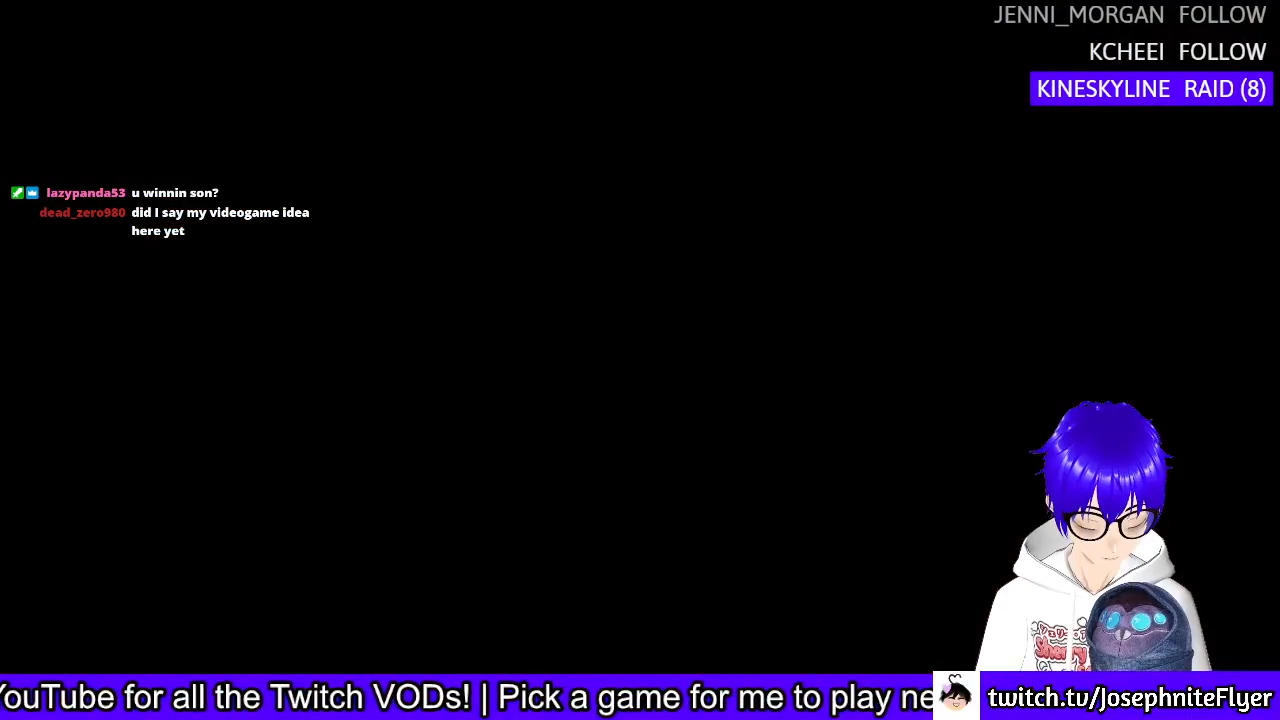 JENNI_MORGAN FOLLOW
KCHEEI FOLLOW
KINESKYLINE RAID (8)
lazypanda53 u winnin son?
dead_zero980 did I say my videogame idea
here yet
YouTube for all the Twitch VODs! | Pick a game for me to play ne
twitch.tv/JosephniteFlyer